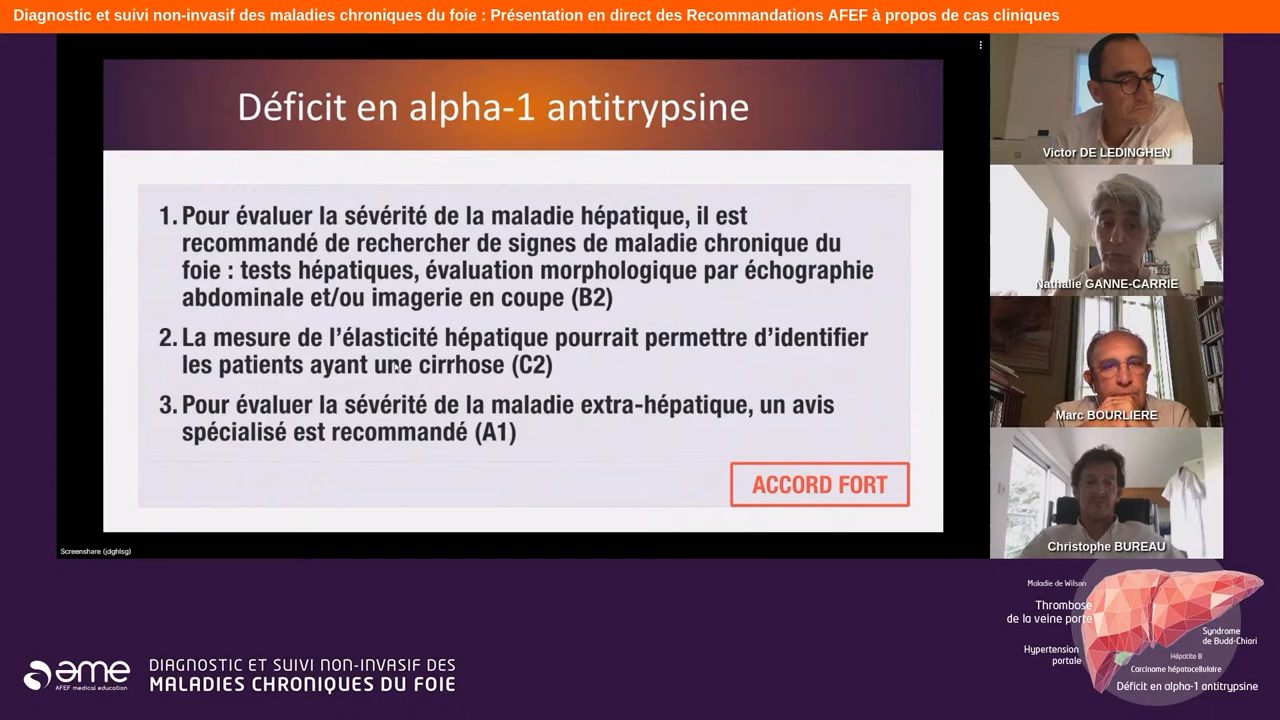 Diagnostic et suivi non-invasif des maladies chroniques du foie : Présentation en direct des Recommandations AFEF à propos de cas cliniques
Déficit en alpha-1 antitrypsine
1. Pour évaluer la sévérité de la maladie hépatique, il est
recommandé de rechercher de signes de maladie chronique du
foie : tests hépatiques, évaluation morphologique par échographie
abdominale et/ou imagerie en coupe (B2)
2. La mesure de l'élasticité hépatique pourrait permettre d'identifier
les patients ayant une cirrhose (C2)
3. Pour évaluer la sévérité de la maladie extra-hépatique, un avis
spécialisé est recommandé (A1)
ACCORD FORT
Screenshare (jdghlsg)
Victor DE LEDINGHEN
Nathalie GANNE-CARRIE
Marc BOURLIERE
Christophe BUREAU
Maladie de Wilson
Thrombose
de la veine porte
Syndrome
de Budd-Chiari
Hypertension
portale
Hépatite B
Carcinome hépatocellulaire
Déficit en alpha-1 antitrypsine
ame
AFEF medical education
DIAGNOSTIC ET SUIVI NON-INVASIF DES
MALADIES CHRONIQUES DU FOIE